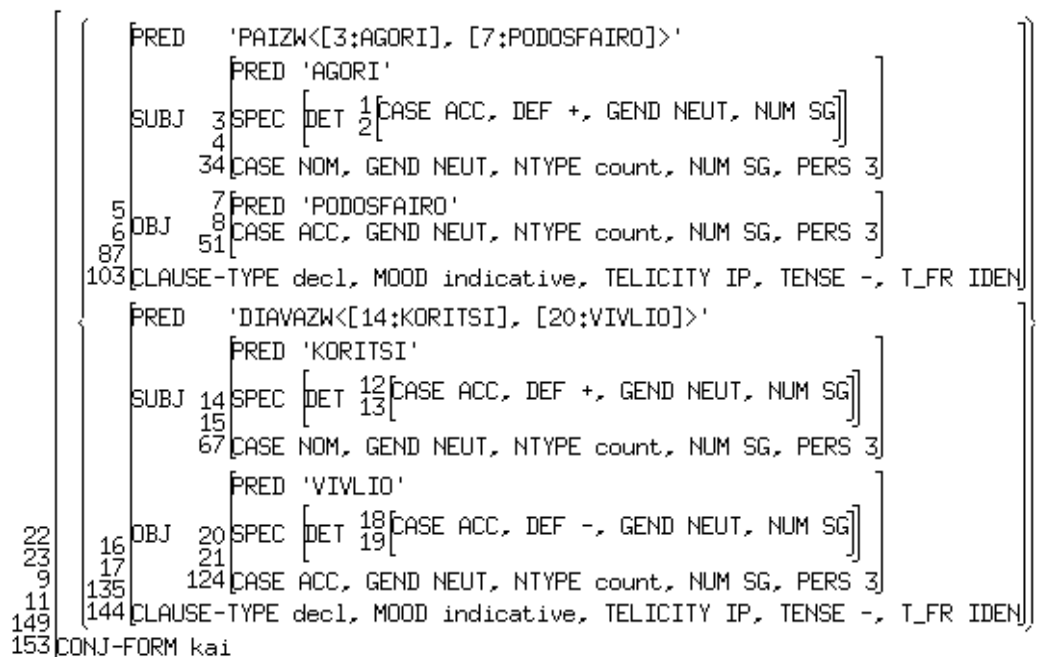 PRED 'PAIZW<[3:AGORI], [7:PODOSFAIRO]>'
PRED 'AGORI'
SUBJ 3 SPEC DET 1 CASE ACC, DEF +, GEND NEUT, NUM SG
2
4
34 CASE NOM, GEND NEUT, NTYPE count, NUM SG, PERS 3
5 7 PRED 'PODOSFAIRO'
6 OBJ 8 CASE ACC, GEND NEUT, NTYPE count, NUM SG, PERS 3
87 51
103 CLAUSE-TYPE decl, MOOD indicative, TELICITY IP, TENSE -, T_FR IDEN
PRED 'DIAVAZW<[14:KORITSI], [20:VIVLIO]>'
PRED 'KORITSI'
SUBJ 14 SPEC DET 12 CASE ACC, DEF +, GEND NEUT, NUM SG
13
15
67 CASE NOM, GEND NEUT, NTYPE count, NUM SG, PERS 3
PRED 'VIVLIO'
22 16 OBJ 20 SPEC DET 18 CASE ACC, DEF -, GEND NEUT, NUM SG
19
23 17 21
9 135 124 CASE ACC, GEND NEUT, NTYPE count, NUM SG, PERS 3
11 144 CLAUSE-TYPE decl, MOOD indicative, TELICITY IP, TENSE -, T_FR IDEN
149
153 CONJ-FORM kai